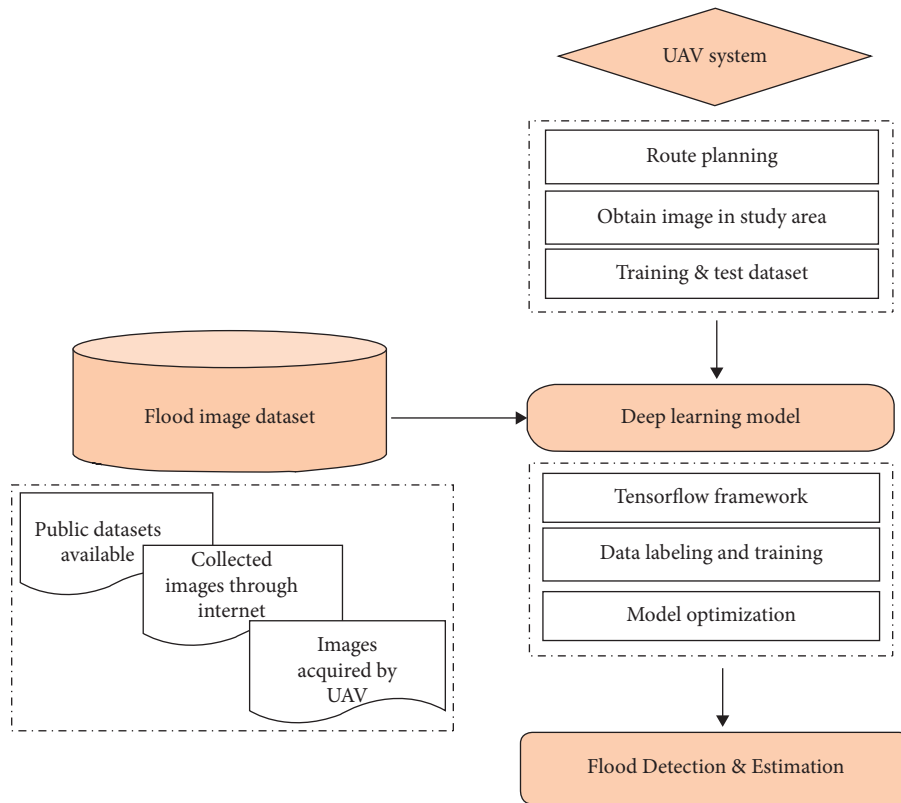 UAV system
Route planning
Obtain image in study area
Training & test dataset
Flood image dataset
Deep learning model
Public datasets
available
Collected
images through
internet
Images
acquired by
UAV
Tensorflow framework
Data labeling and training
Model optimization
Flood Detection & Estimation